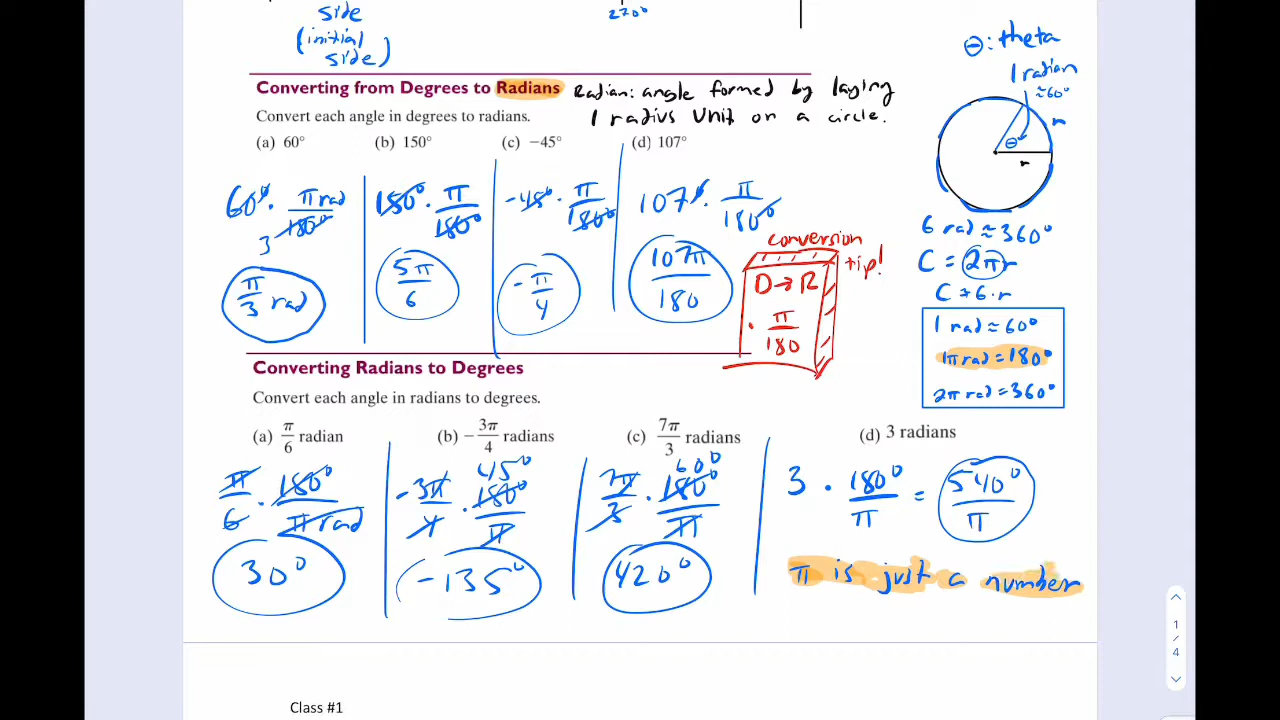 side
(initial
side)
270°
θ: theta
1 radian
≈60°
r
θ
r
Converting from Degrees to Radians
Radian: angle formed by laying
1 radius unit on a circle.
Convert each angle in degrees to radians.
(a) 60° (b) 150° (c) −45° (d) 107°
60° · π rad/180°
3
π/3 rad
150° · π/180°
5π/6
-45° · π/180°
-π/4
107° · π/180°
107π/180
conversion
tip!
D → R
· π/180
6 rad ≈ 360°
C = 2πr
C ≈ 6·r
1 rad ≈ 60°
1π rad = 180°
2π rad = 360°
Converting Radians to Degrees
Convert each angle in radians to degrees.
(a) π/6 radian (b) −3π/4 radians (c) 7π/3 radians (d) 3 radians
π/6 · 180°/π rad
30°
45°
-3π/4 · 180°/π
-135°
60°
7π/3 · 180°/π
420°
3 · 180°/π = 540°/π
π is just a number
1
/
4
Class #1